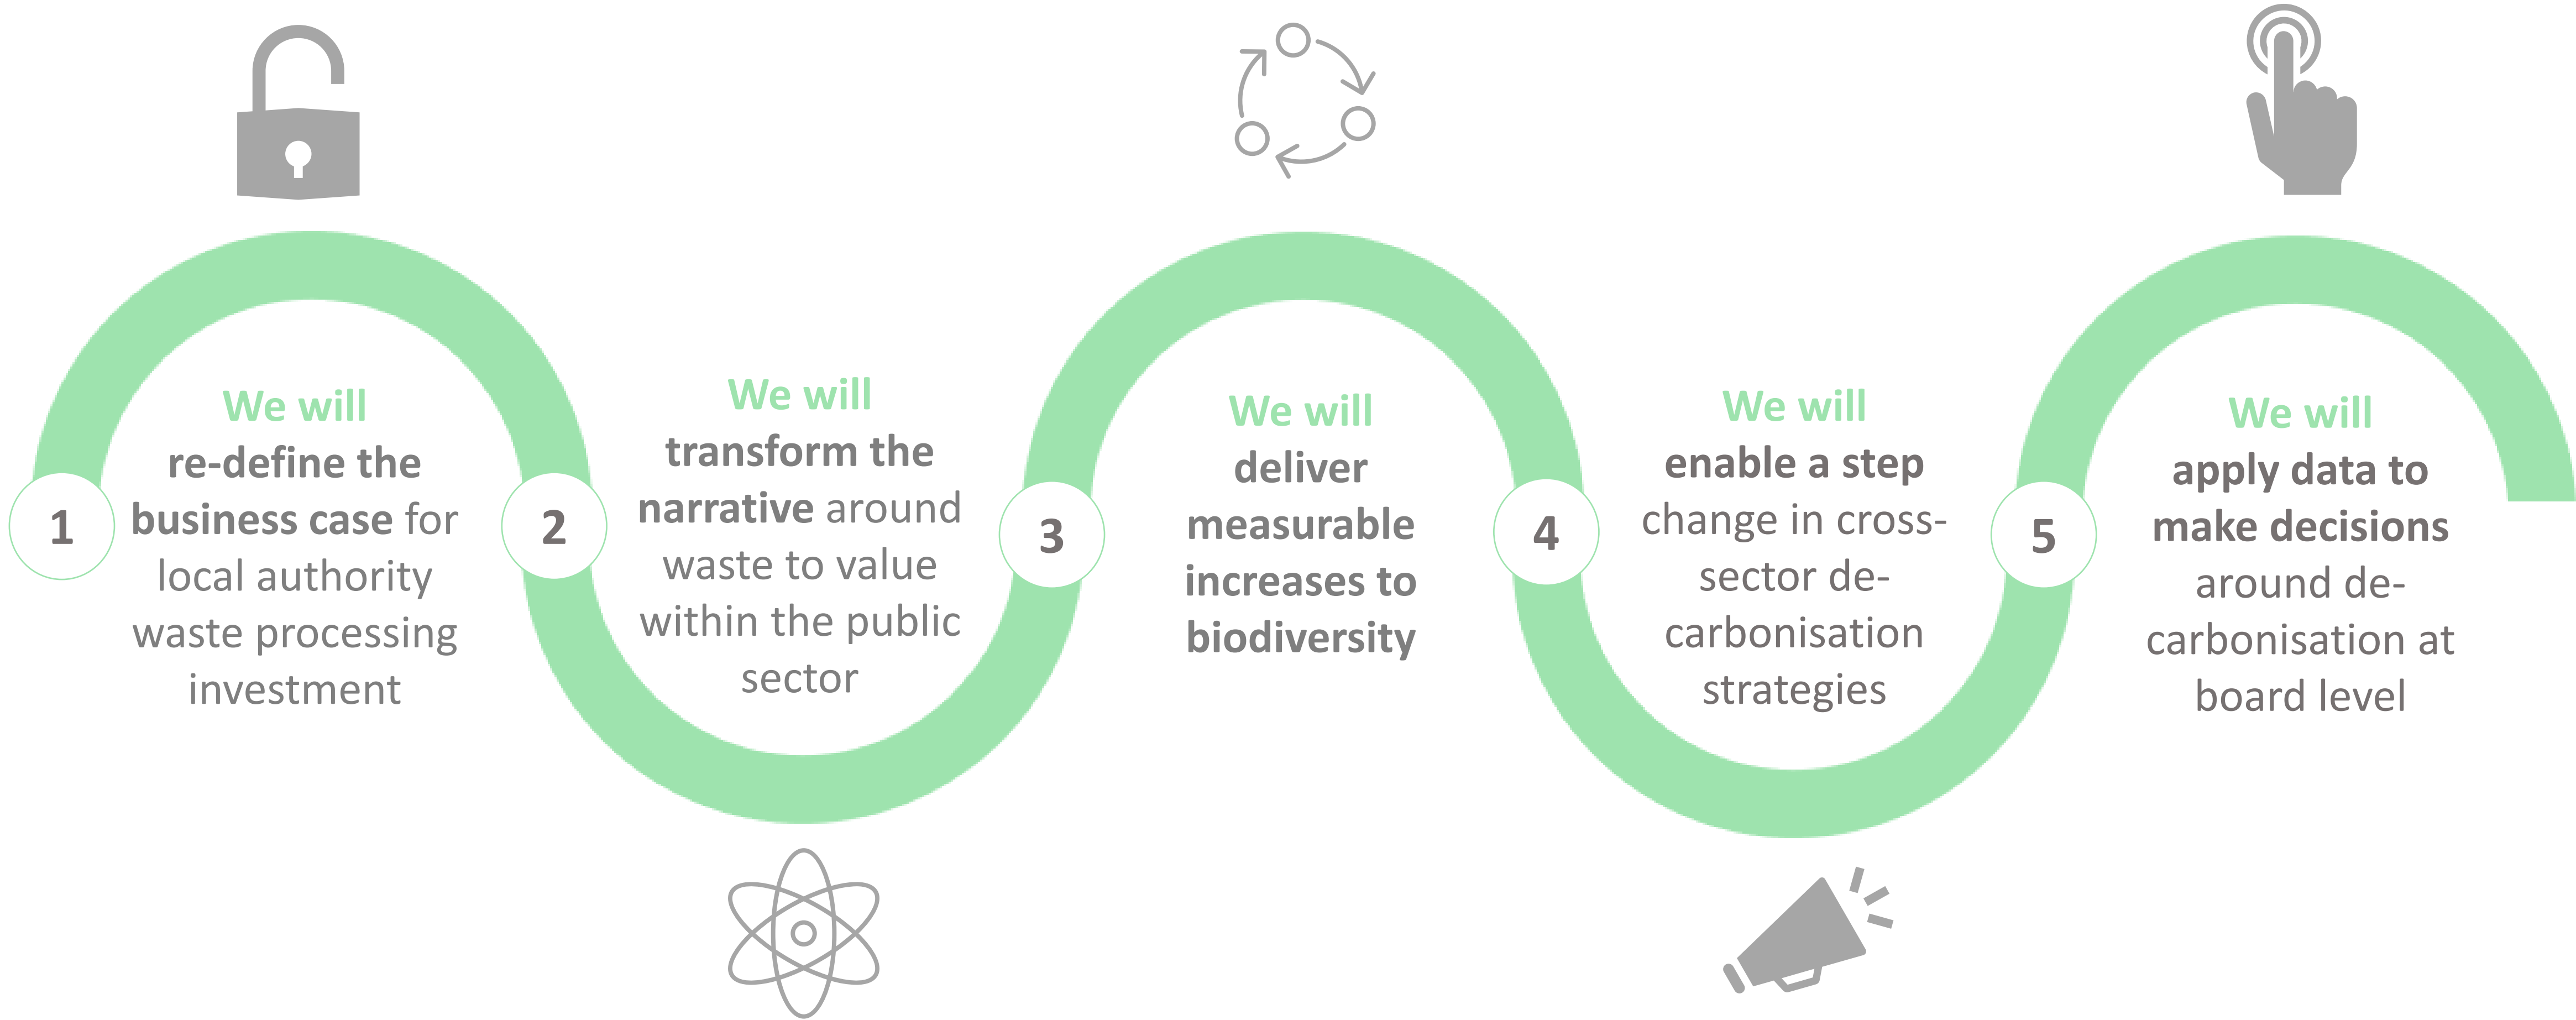 1
We will
re-define the
business case for
local authority
waste processing
investment
2
We will
transform the
narrative around
waste to value
within the public
sector
3
We will
deliver
measurable
increases to
biodiversity
4
We will
enable a step
change in cross-
sector de-
carbonisation
strategies
5
We will
apply data to
make decisions
around de-
carbonisation at
board level